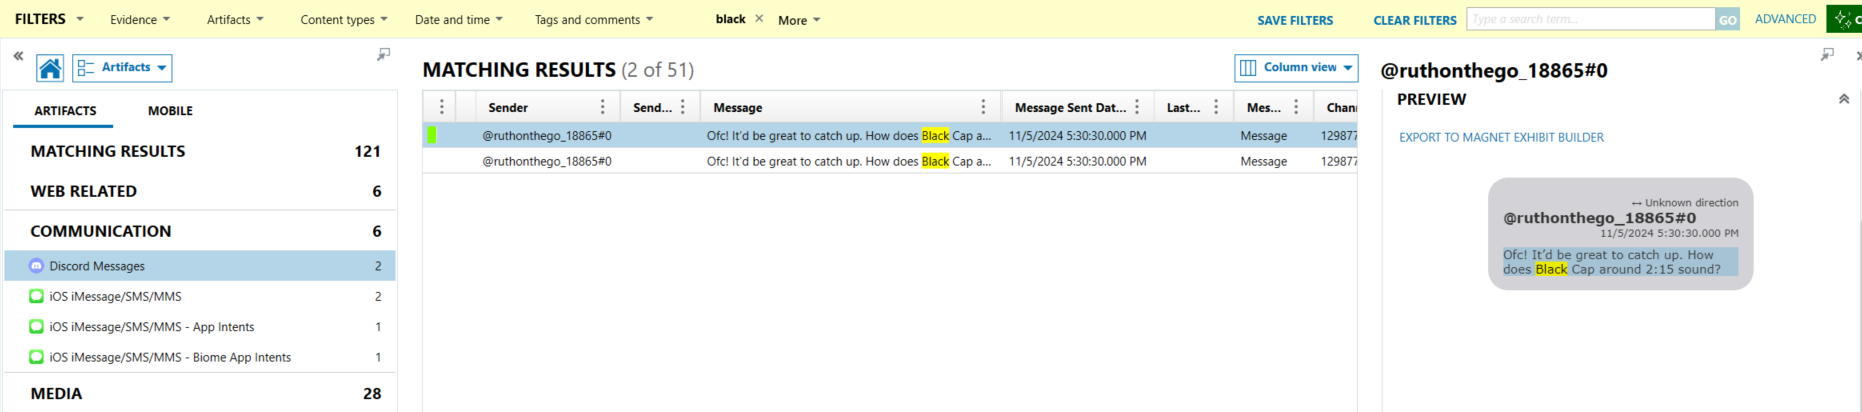 FILTERS Evidence Artifacts Content types Date and time Tags and comments black × More SAVE FILTERS CLEAR FILTERS Type a search term... GO ADVANCED
Artifacts
ARTIFACTS MOBILE
MATCHING RESULTS 121
WEB RELATED 6
COMMUNICATION 6
Discord Messages 2
iOS iMessage/SMS/MMS 2
iOS iMessage/SMS/MMS - App Intents 1
iOS iMessage/SMS/MMS - Biome App Intents 1
MEDIA 28
MATCHING RESULTS (2 of 51) Column view
Sender Send... Message Message Sent Dat... Last... Mes... Chann
@ruthonthego_18865#0 Ofc! It'd be great to catch up. How does Black Cap a... 11/5/2024 5:30:30.000 PM Message 129877
@ruthonthego_18865#0 Ofc! It'd be great to catch up. How does Black Cap a... 11/5/2024 5:30:30.000 PM Message 129877
@ruthonthego_18865#0
PREVIEW
EXPORT TO MAGNET EXHIBIT BUILDER
↔ Unknown direction
@ruthonthego_18865#0
11/5/2024 5:30:30.000 PM
Ofc! It’d be great to catch up. How
does Black Cap around 2:15 sound?